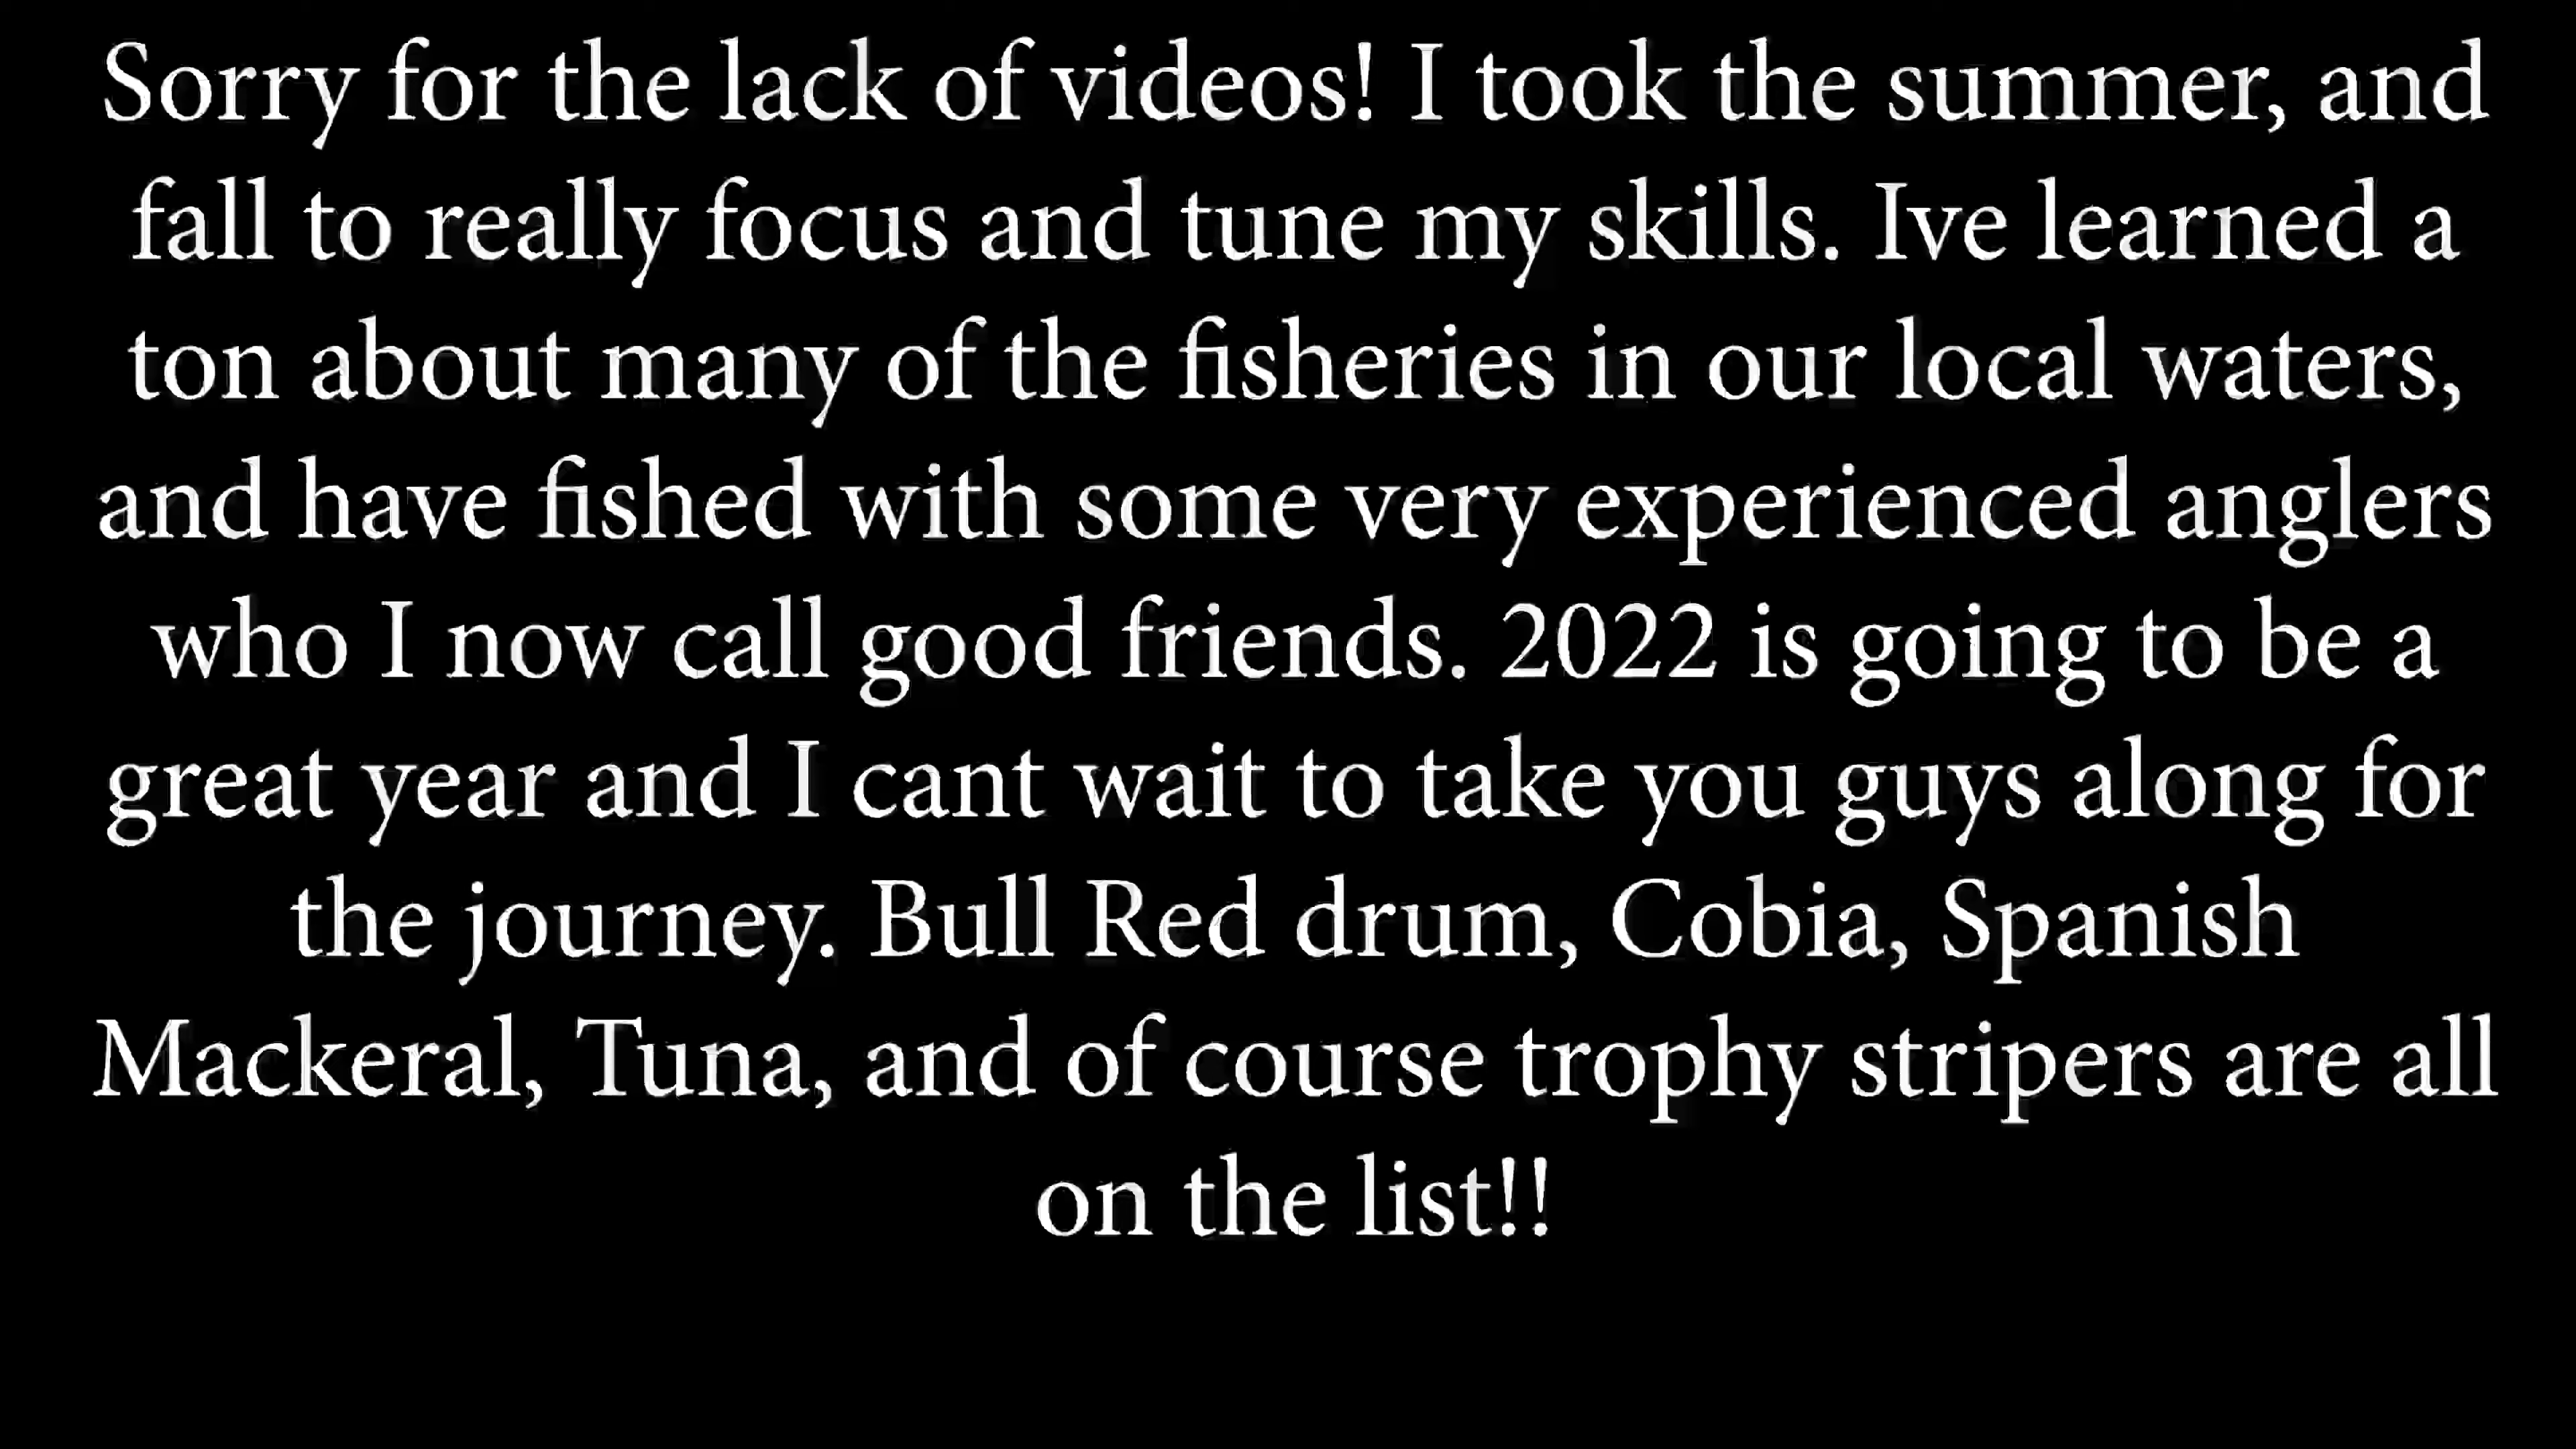 Sorry for the lack of videos! I took the summer, and
fall to really focus and tune my skills. Ive learned a
ton about many of the fisheries in our local waters,
and have fished with some very experienced anglers
who I now call good friends. 2022 is going to be a
great year and I cant wait to take you guys along for
the journey. Bull Red drum, Cobia, Spanish
Mackeral, Tuna, and of course trophy stripers are all
on the list!!